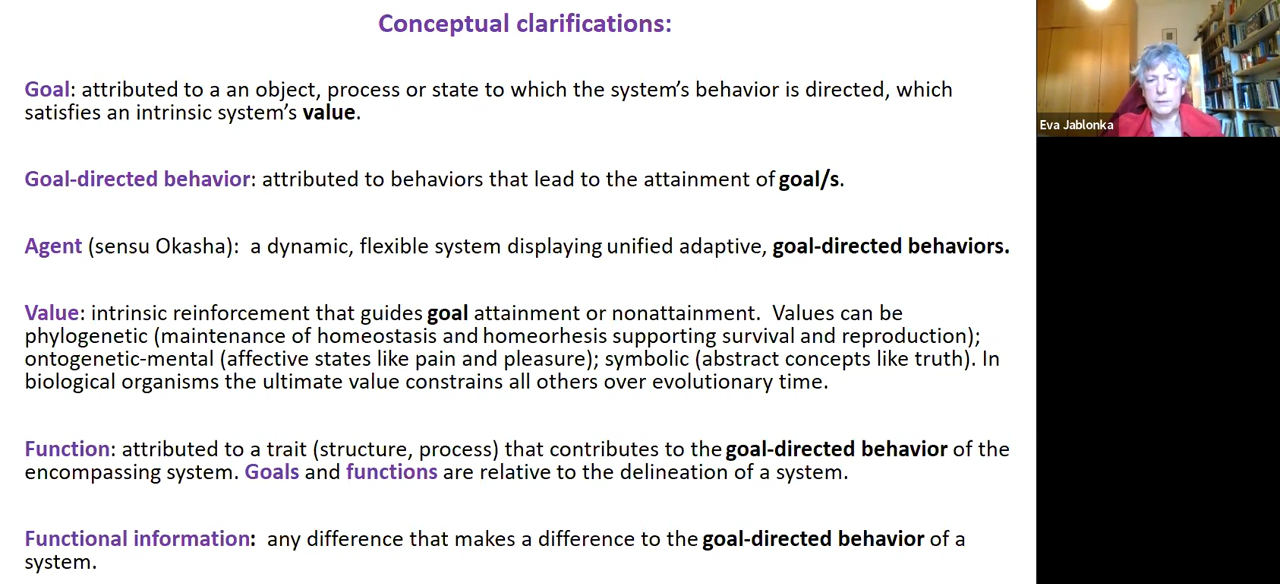 Conceptual clarifications:
Goal: attributed to a an object, process or state to which the system's behavior is directed, which
satisfies an intrinsic system's value.
Goal-directed behavior: attributed to behaviors that lead to the attainment of goal/s.
Agent (sensu Okasha): a dynamic, flexible system displaying unified adaptive, goal-directed behaviors.
Value: intrinsic reinforcement that guides goal attainment or nonattainment. Values can be
phylogenetic (maintenance of homeostasis and homeorhesis supporting survival and reproduction);
ontogenetic-mental (affective states like pain and pleasure); symbolic (abstract concepts like truth). In
biological organisms the ultimate value constrains all others over evolutionary time.
Function: attributed to a trait (structure, process) that contributes to the goal-directed behavior of the
encompassing system. Goals and functions are relative to the delineation of a system.
Functional information: any difference that makes a difference to the goal-directed behavior of a
system.
Eva Jablonka